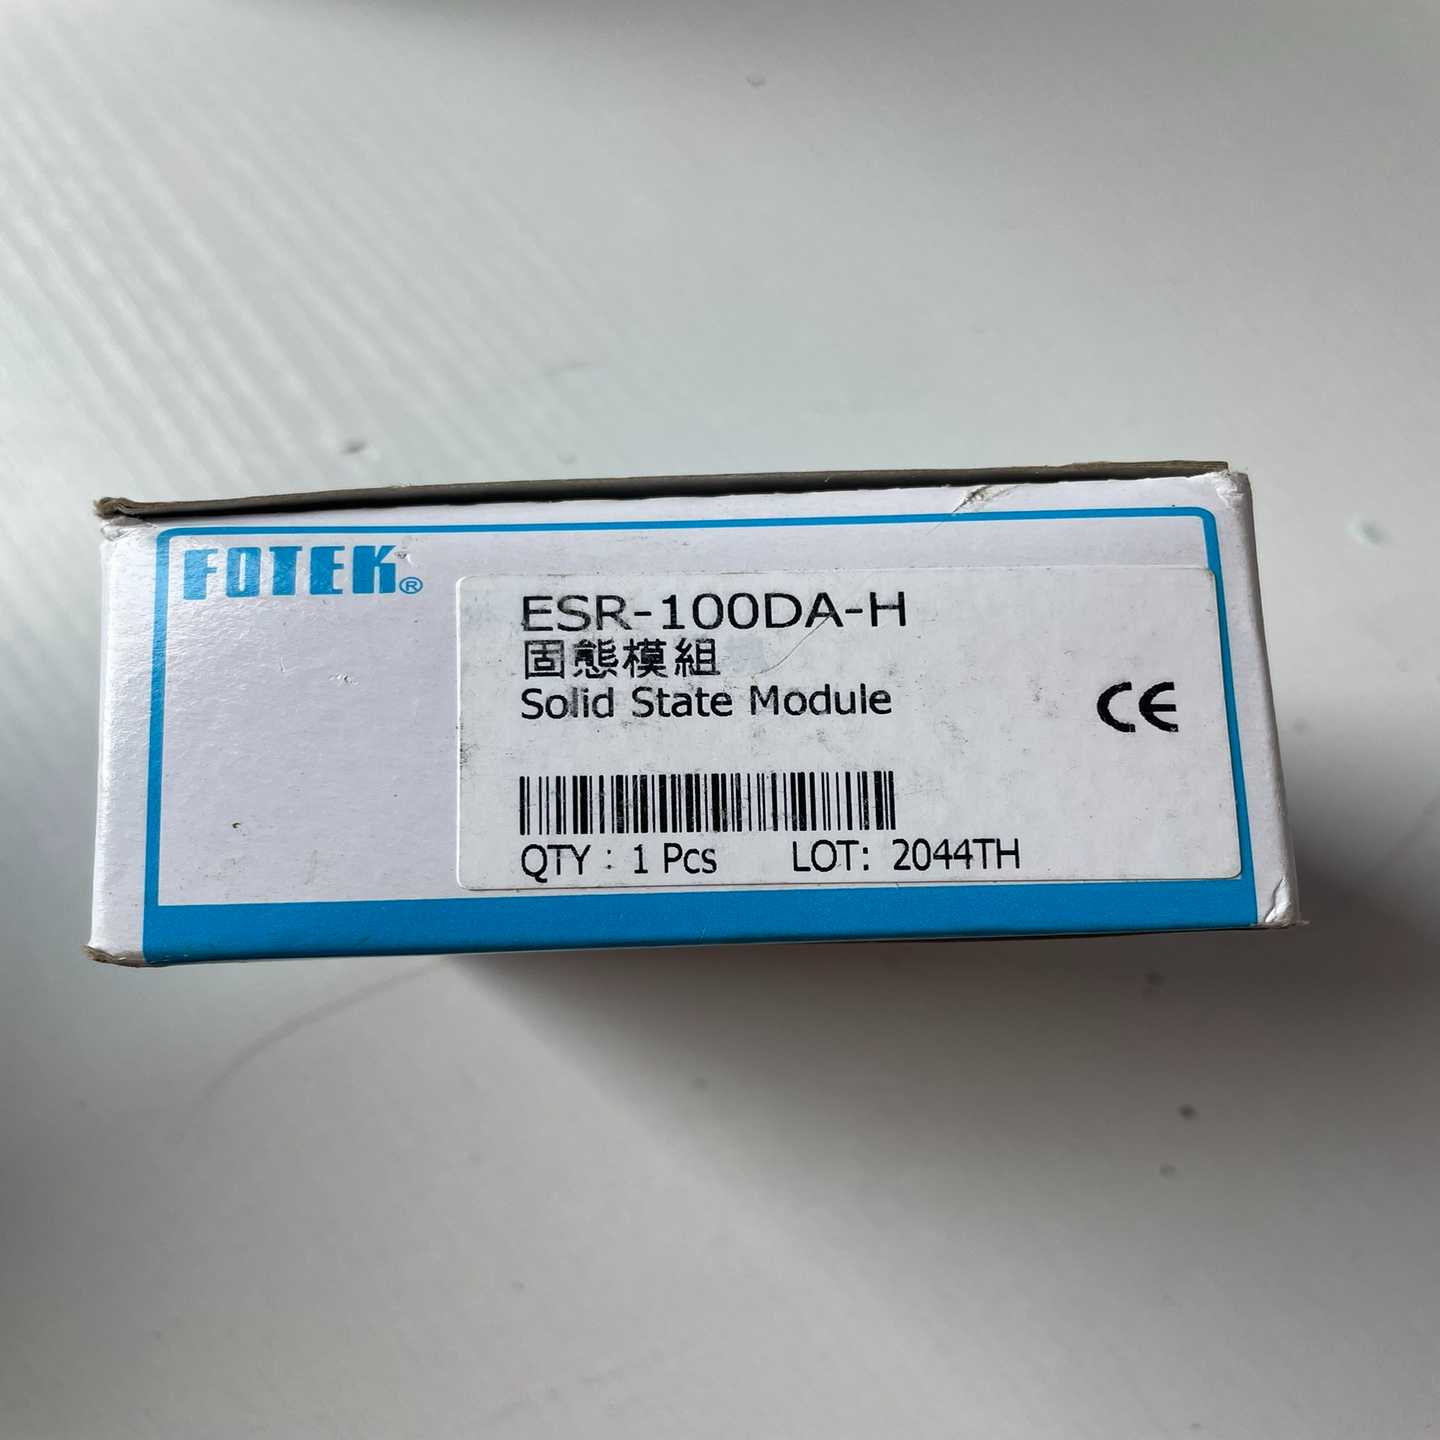 FOTEK®
ESR-100DA-H
固態模組
Solid State Module
CE
QTY : 1 Pcs LOT: 2044TH